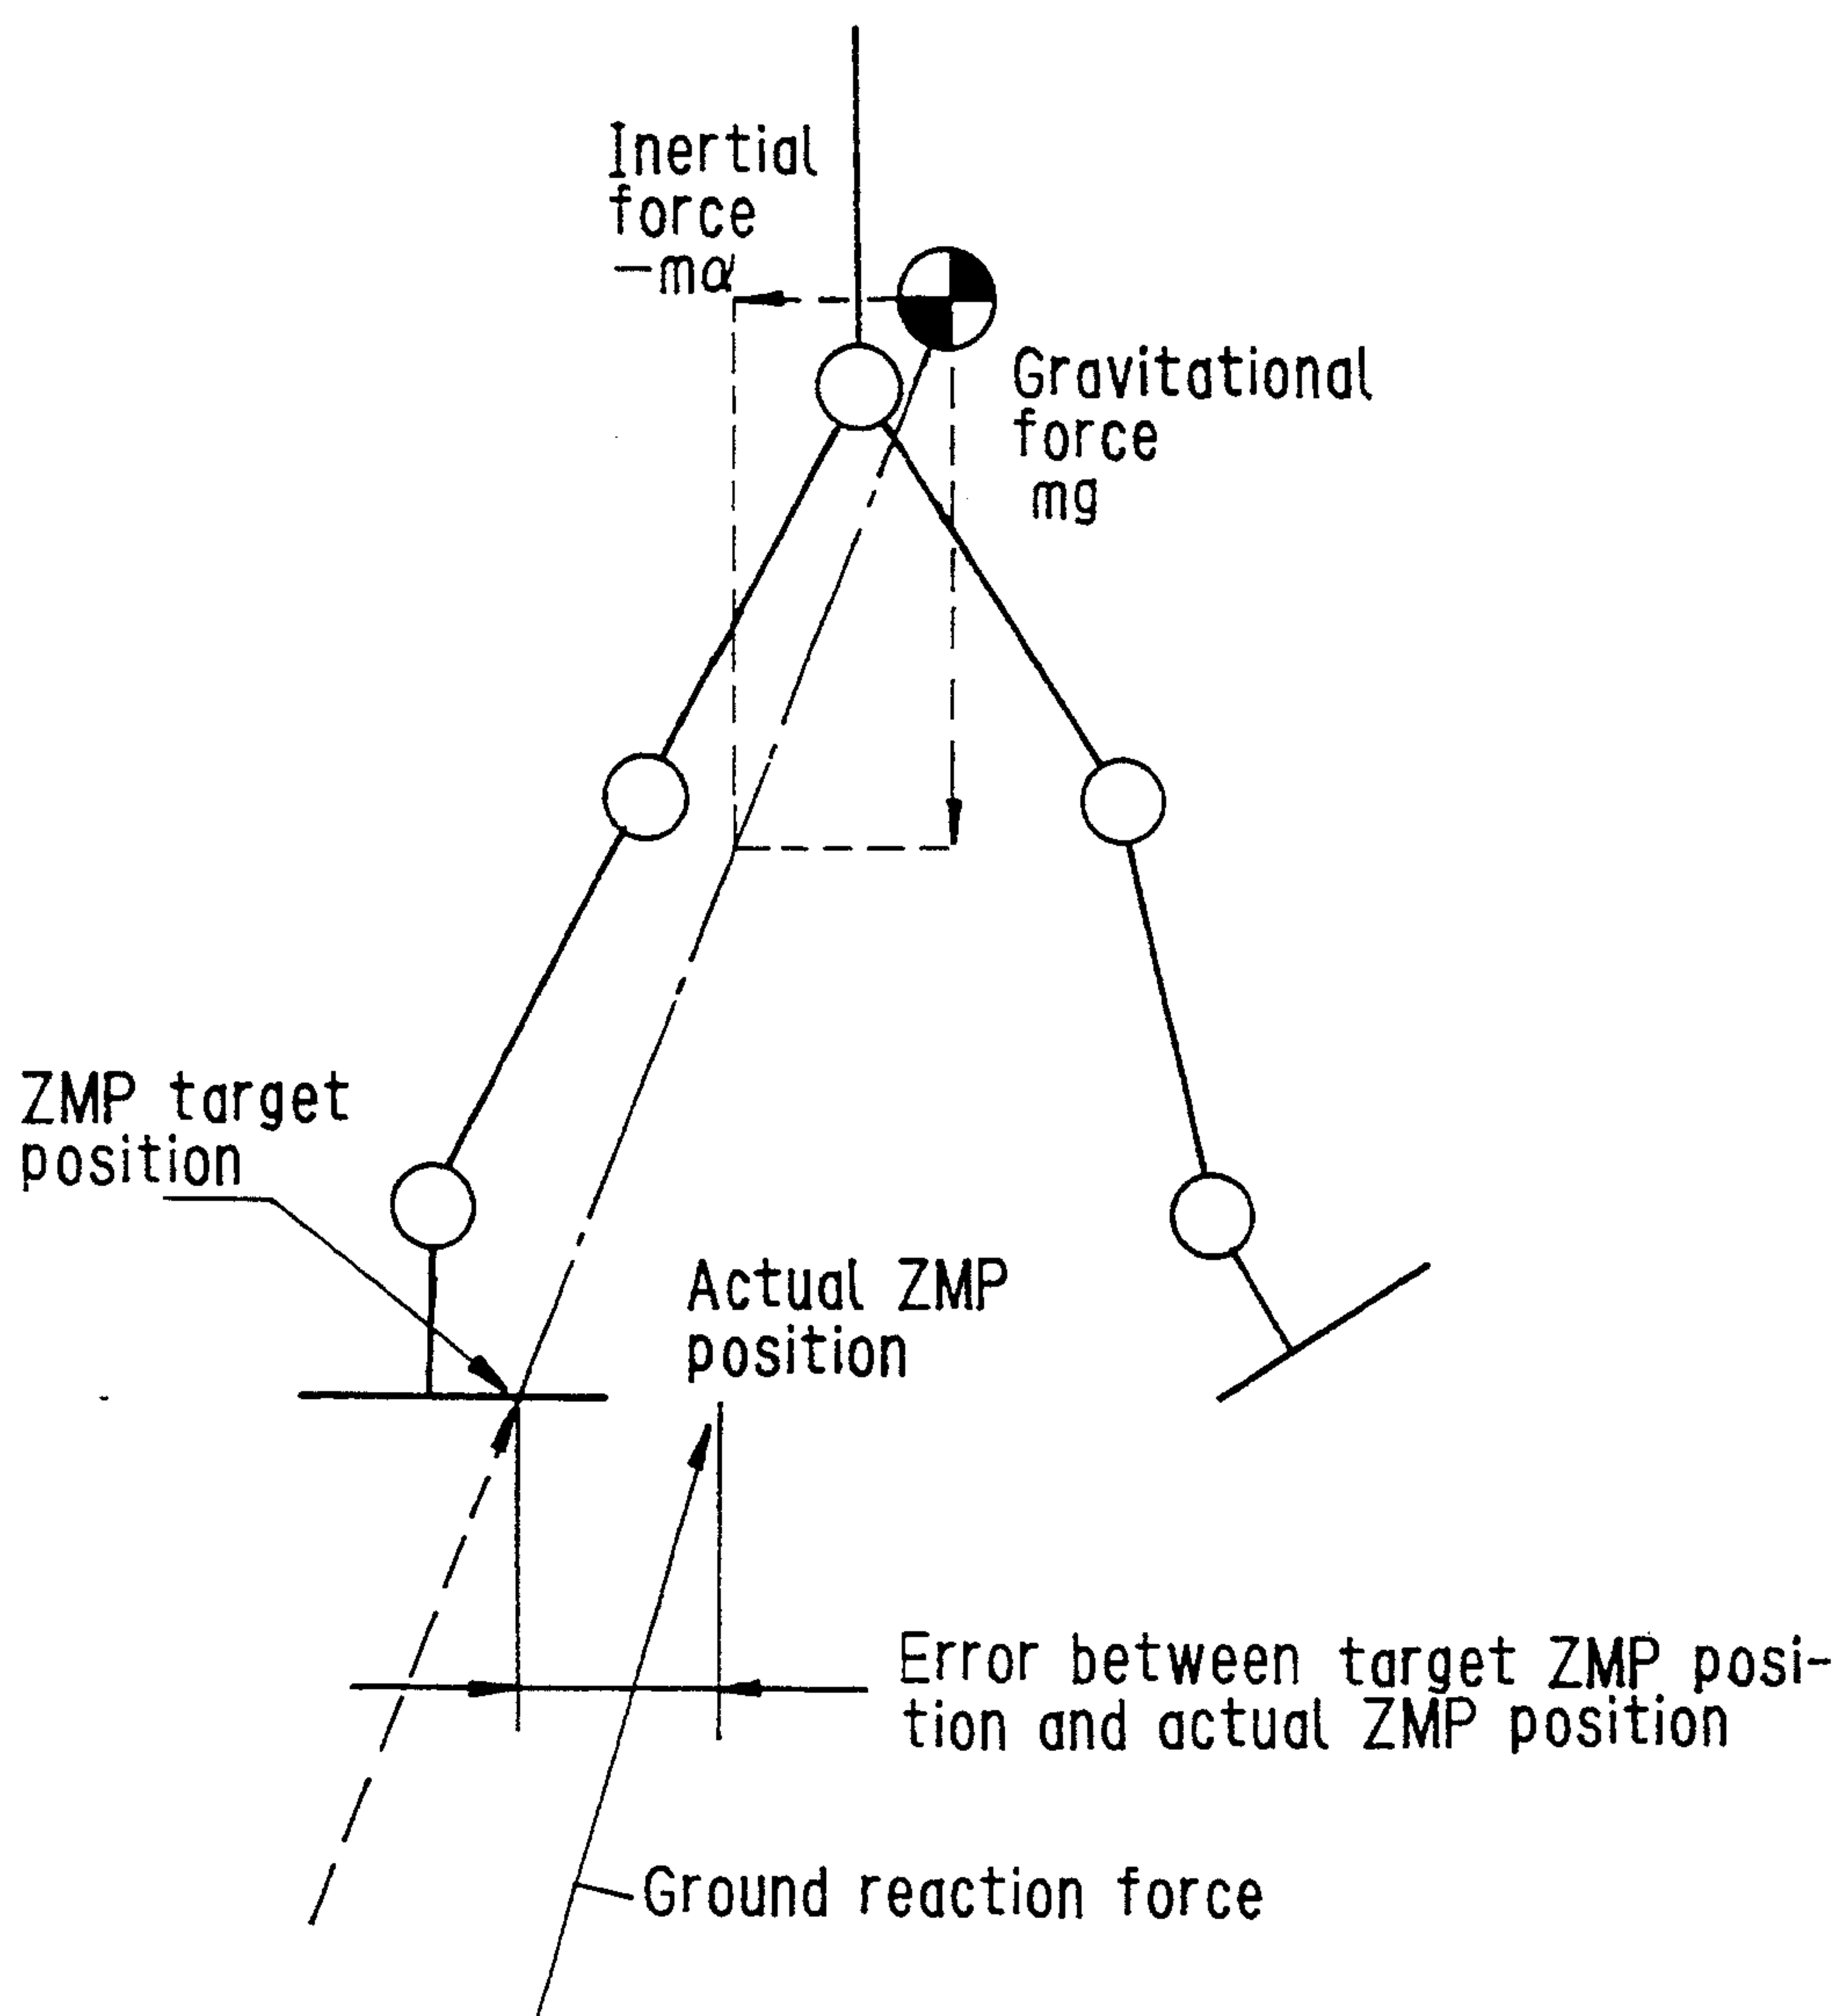 Inertial
force
-mα
Gravitational
force
mg
ZMP target
position
Actual ZMP
position
Error between target ZMP posi-
tion and actual ZMP position
Ground reaction force